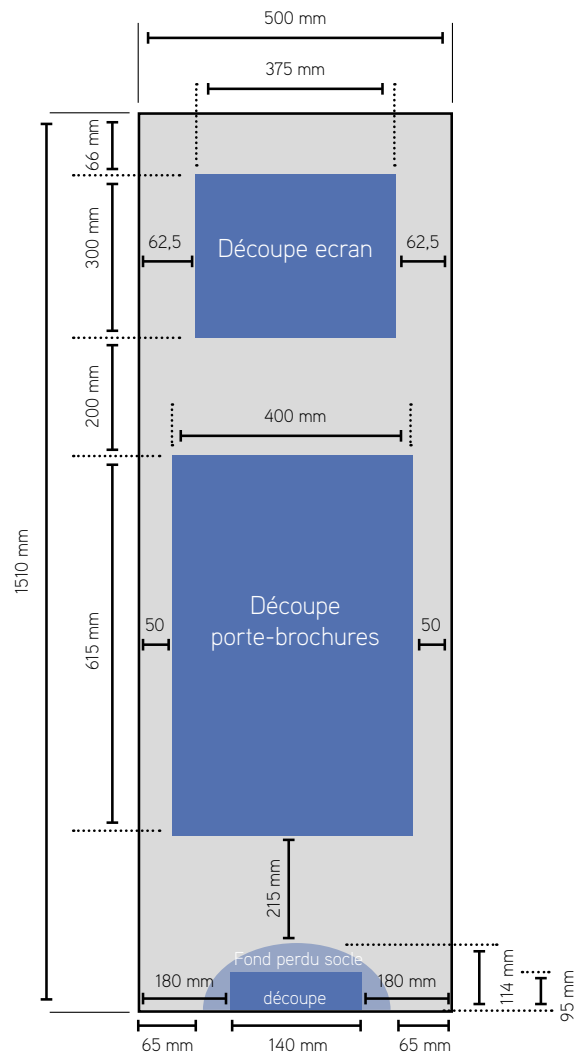 500 mm
375 mm
66 mm
300 mm
62,5
Découpe ecran
62,5
200 mm
400 mm
1510 mm
615 mm
50
Découpe
porte-brochures
50
215 mm
Fond perdu socle
180 mm
180 mm
découpe
114 mm
95 mm
65 mm
140 mm
65 mm